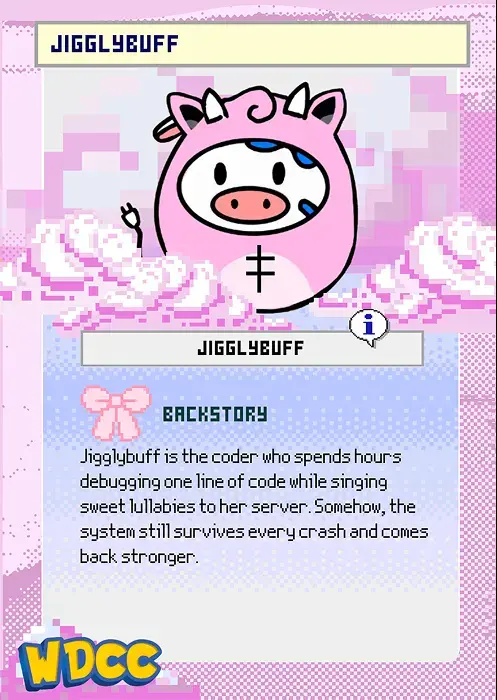 JIGGLYBUFF
i
JIGGLYBUFF
BACKSTORY
Jigglybuff is the coder who spends hours
debugging one line of code while singing
sweet lullabies to her server. Somehow, the
system still survives every crash and comes
back stronger.
WDCC